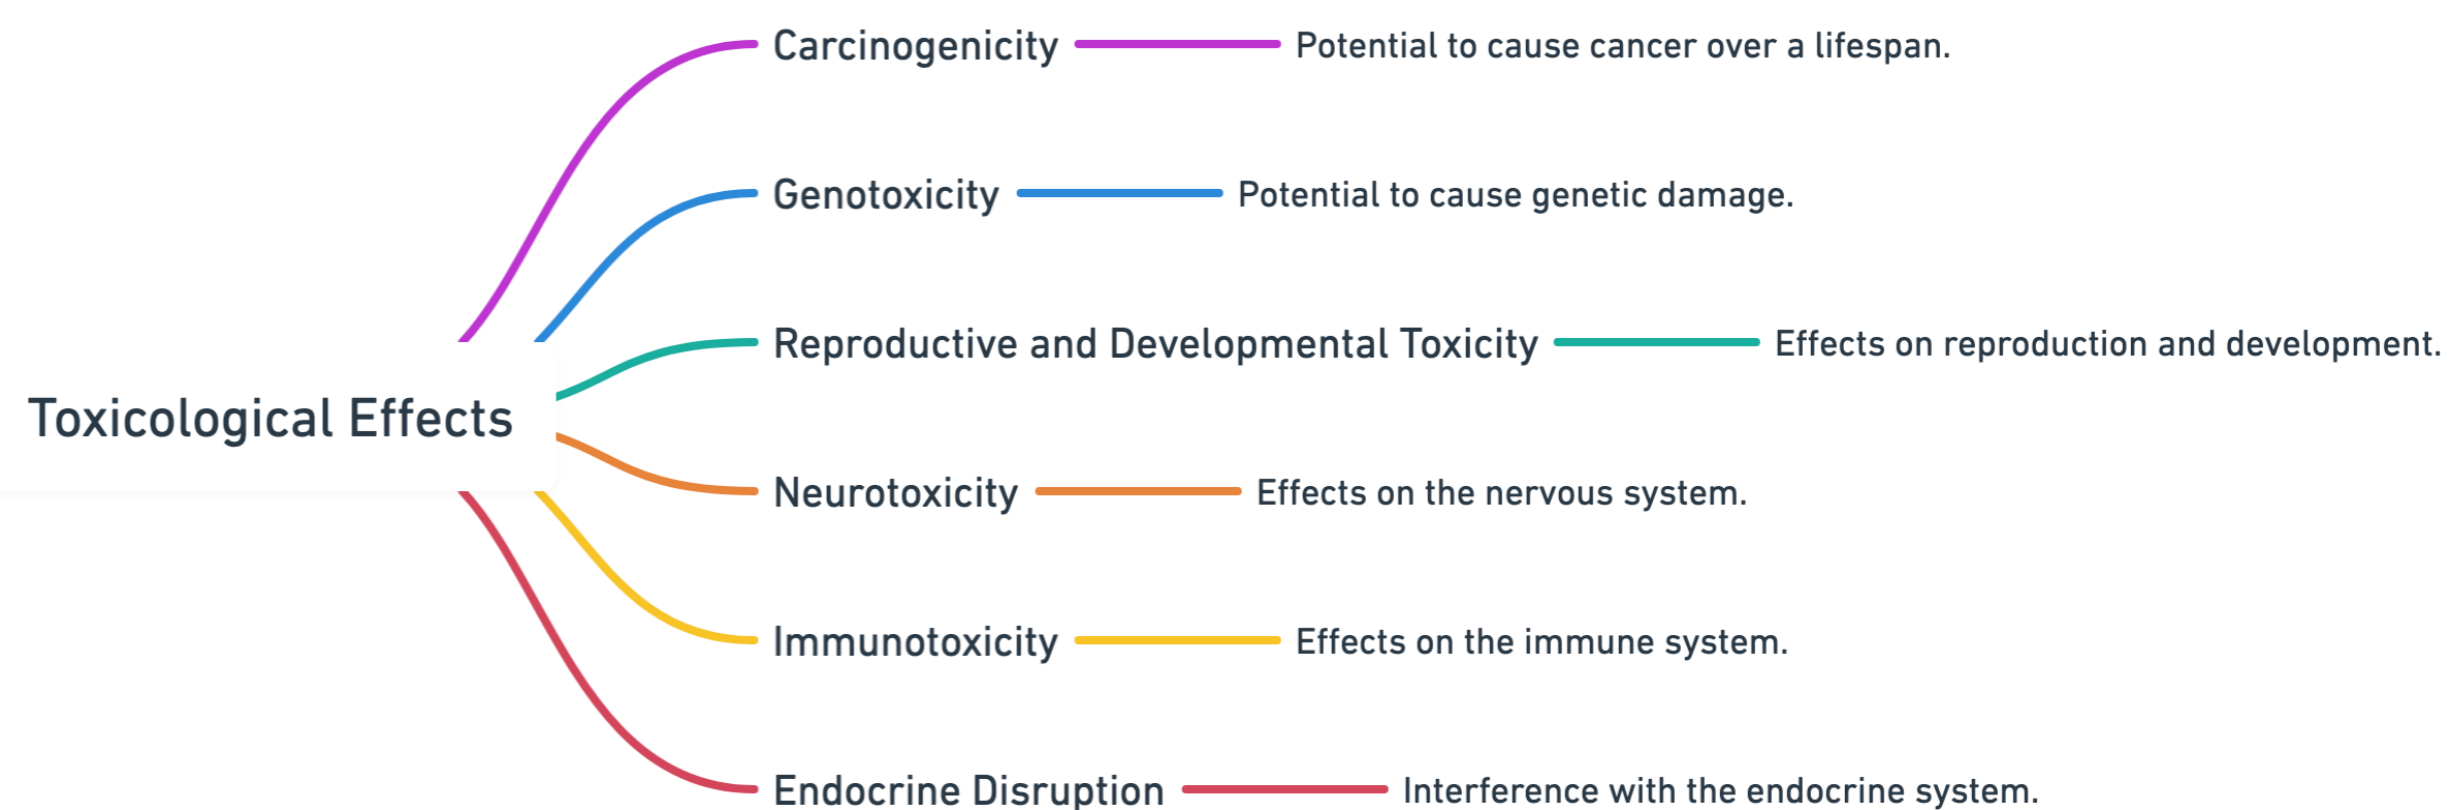 Toxicological Effects
Carcinogenicity
Potential to cause cancer over a lifespan.
Genotoxicity
Potential to cause genetic damage.
Reproductive and Developmental Toxicity
Effects on reproduction and development.
Neurotoxicity
Effects on the nervous system.
Immunotoxicity
Effects on the immune system.
Endocrine Disruption
Interference with the endocrine system.